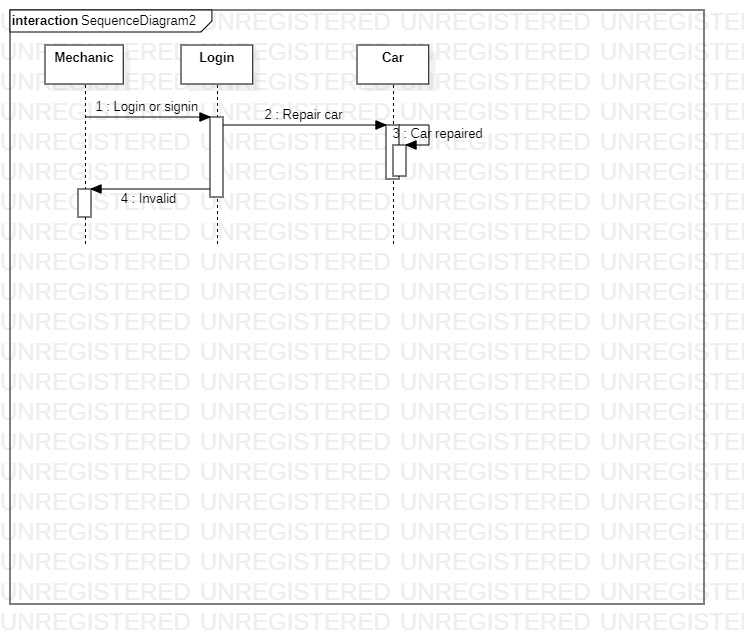 interaction SequenceDiagram2
Mechanic Login Car
1 : Login or signin
2 : Repair car
3 : Car repaired
4 : Invalid
UNREGISTERED UNREGISTERED UNREGISTERED UNREGISTERED